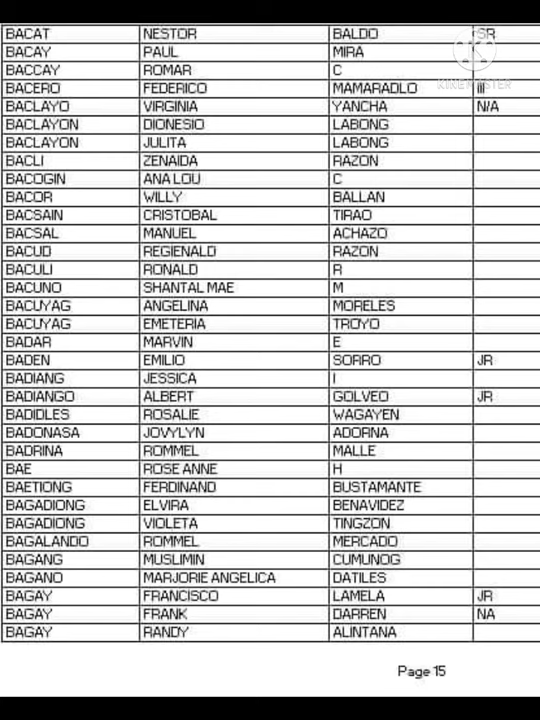 BACAT NESTOR BALDO SR
BACAY PAUL MIRA
BACCAY ROMAR C
BACERO FEDERICO MAMARADLO III
KINEMASTER
BACLAYO VIRGINIA YANCHA N/A
BACLAYON DIONESIO LABONG
BACLAYON JULITA LABONG
BACLI ZENAIDA RAZON
BACOGIN ANA LOU C
BACOR WILLY BALLAN
BACSAIN CRISTOBAL TIRAO
BACSAL MANUEL ACHAZO
BACUD REGIENALD RAZON
BACULI RONALD R
BACUNO SHANTAL MAE M
BACUYAG ANGELINA MORELES
BACUYAG EMETERIA TROYO
BADAR MARVIN E
BADEN EMILIO SORRO JR
BADIANG JESSICA I
BADIANGO ALBERT GOLVEO JR
BADIDLES ROSALIE WAGAYEN
BADONASA JOVYLYN ADORNA
BADRINA ROMMEL MALLE
BAE ROSE ANNE H
BAETIONG FERDINAND BUSTAMANTE
BAGADIONG ELVIRA BENAVIDEZ
BAGADIONG VIOLETA TINGZON
BAGALANDO ROMMEL MERCADO
BAGANG MUSLIMIN CUMUNOG
BAGANO MARJORIE ANGELICA DATILES
BAGAY FRANCISCO LAMELA JR
BAGAY FRANK DARREN NA
BAGAY RANDY ALINTANA
Page 15